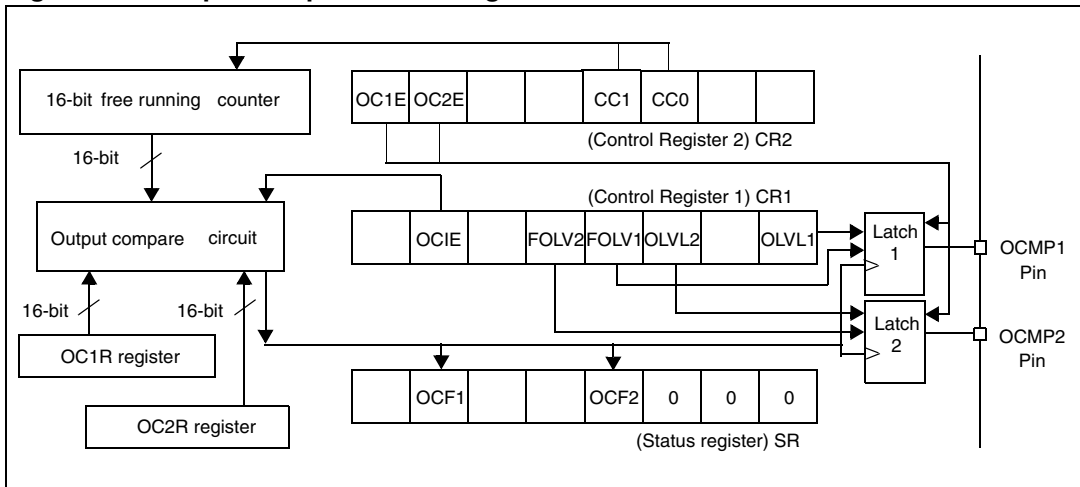 16-bit free running counter
OC1E OC2E CC1 CC0
(Control Register 2) CR2
16-bit
(Control Register 1) CR1
Output compare circuit
OCIE FOLV2 FOLV1 OLVL2 OLVL1
Latch
1
OCMP1
Pin
16-bit 16-bit
Latch
2
OCMP2
Pin
OC1R register
OCF1 OCF2 0 0 0
OC2R register
(Status register) SR